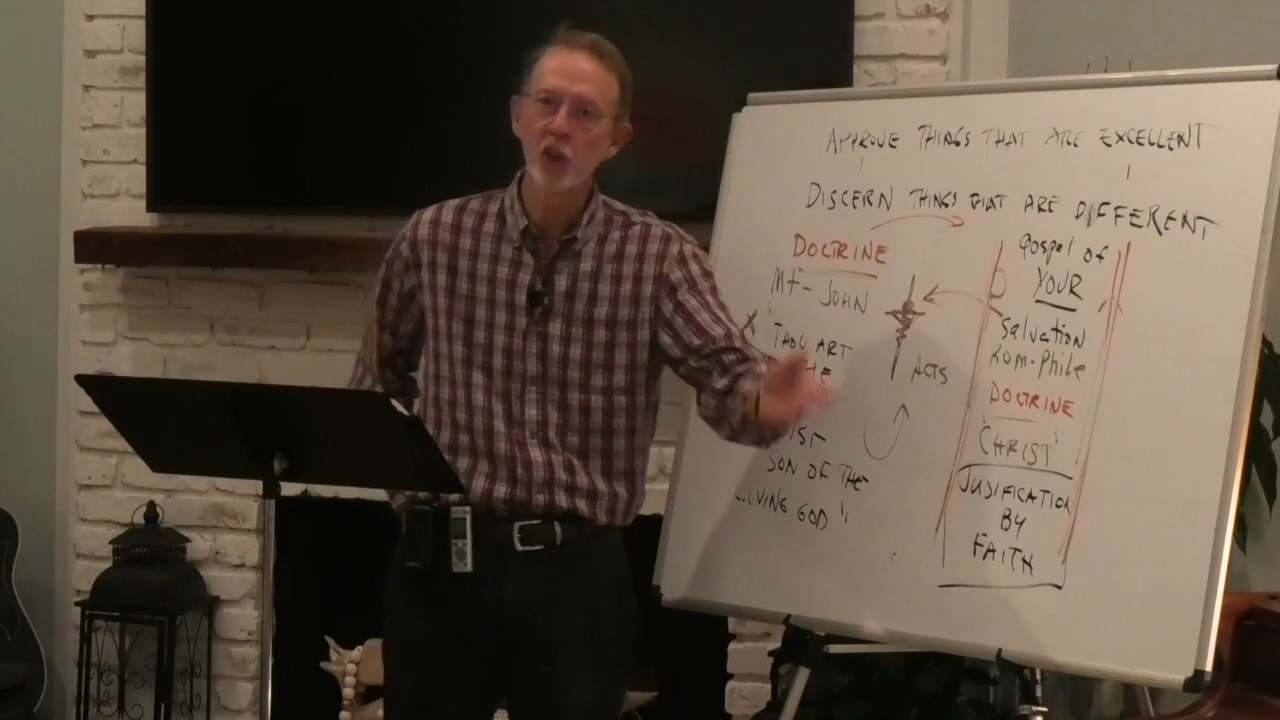 APPROVE THINGS THAT ARE EXCELLENT
DISCERN THINGS THAT ARE DIFFERENT
DOCTRINE
MT - JOHN
"THOU ART
SON OF THE
LIVING GOD"
ACTS
Gospel of
YOUR
Salvation
Rom-Phile
DOCTRINE
"CHRIST"
JUSIFICATION
BY
FAITH